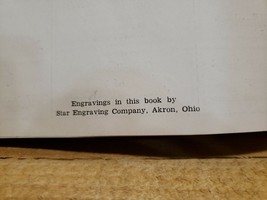 Engravings in this book by
Star Engraving Company, Akron, Ohio